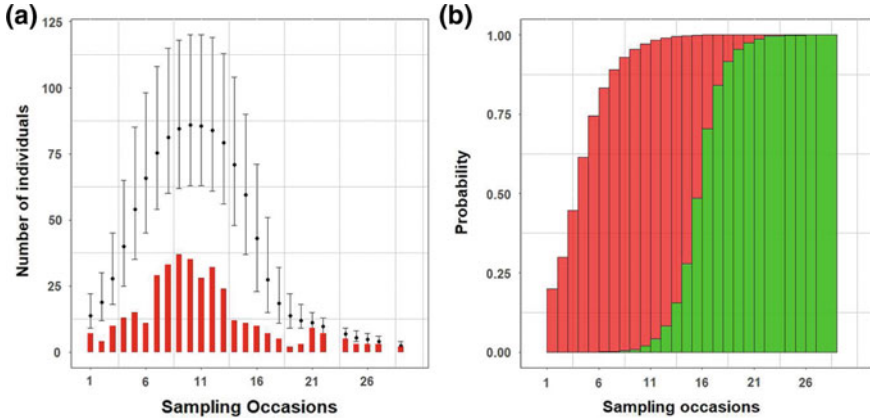 (a)
Number of individuals
125
100
75
50
25
0
1 6 11 16 21 26
Sampling Occasions
(b)
Probability
1.00
0.75
0.50
0.25
0.00
1 6 11 16 21 26
Sampling occasions